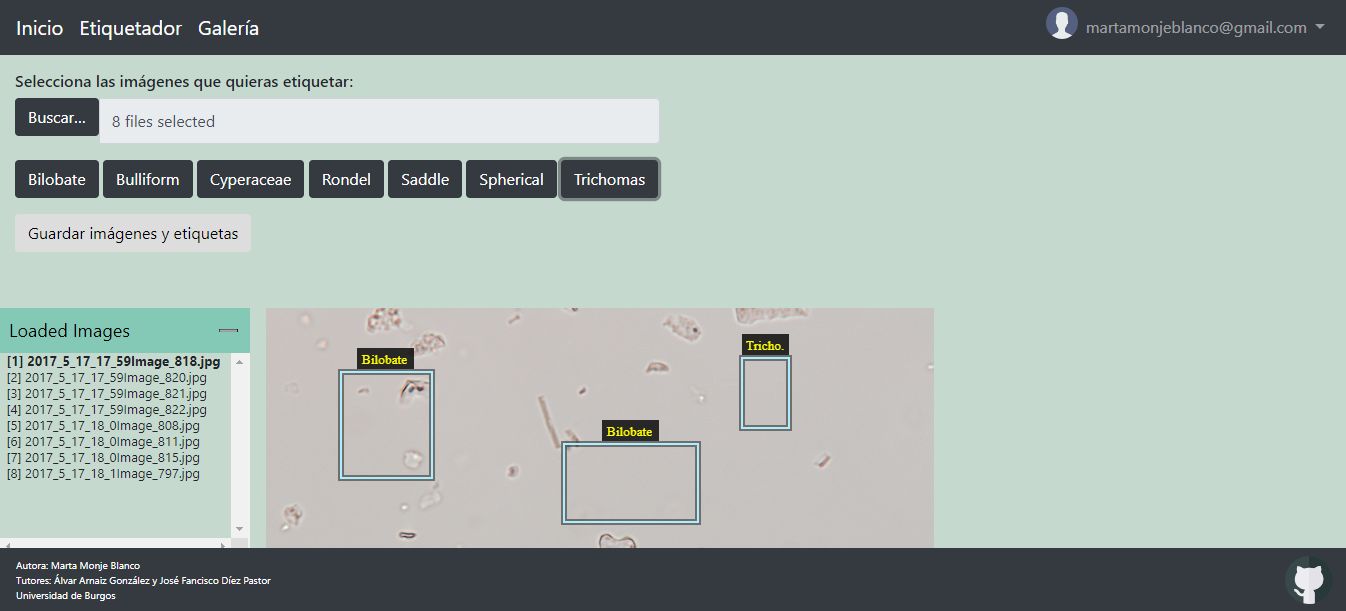 Inicio Etiquetador Galería martamonjeblanco@gmail.com
Selecciona las imágenes que quieras etiquetar:
Buscar... 8 files selected
Bilobate Bulliform Cyperaceae Rondel Saddle Spherical Trichomas
Guardar imágenes y etiquetas
Loaded Images
[1] 2017_5_17_17_59Image_818.jpg
[2] 2017_5_17_17_59Image_820.jpg
[3] 2017_5_17_17_59Image_821.jpg
[4] 2017_5_17_17_59Image_822.jpg
[5] 2017_5_17_18_0Image_808.jpg
[6] 2017_5_17_18_0Image_811.jpg
[7] 2017_5_17_18_0Image_815.jpg
[8] 2017_5_17_18_1Image_797.jpg
Bilobate
Tricho.
Bilobate
Autora: Marta Monje Blanco
Tutores: Álvar Arnaiz González y José Fancisco Díez Pastor
Universidad de Burgos